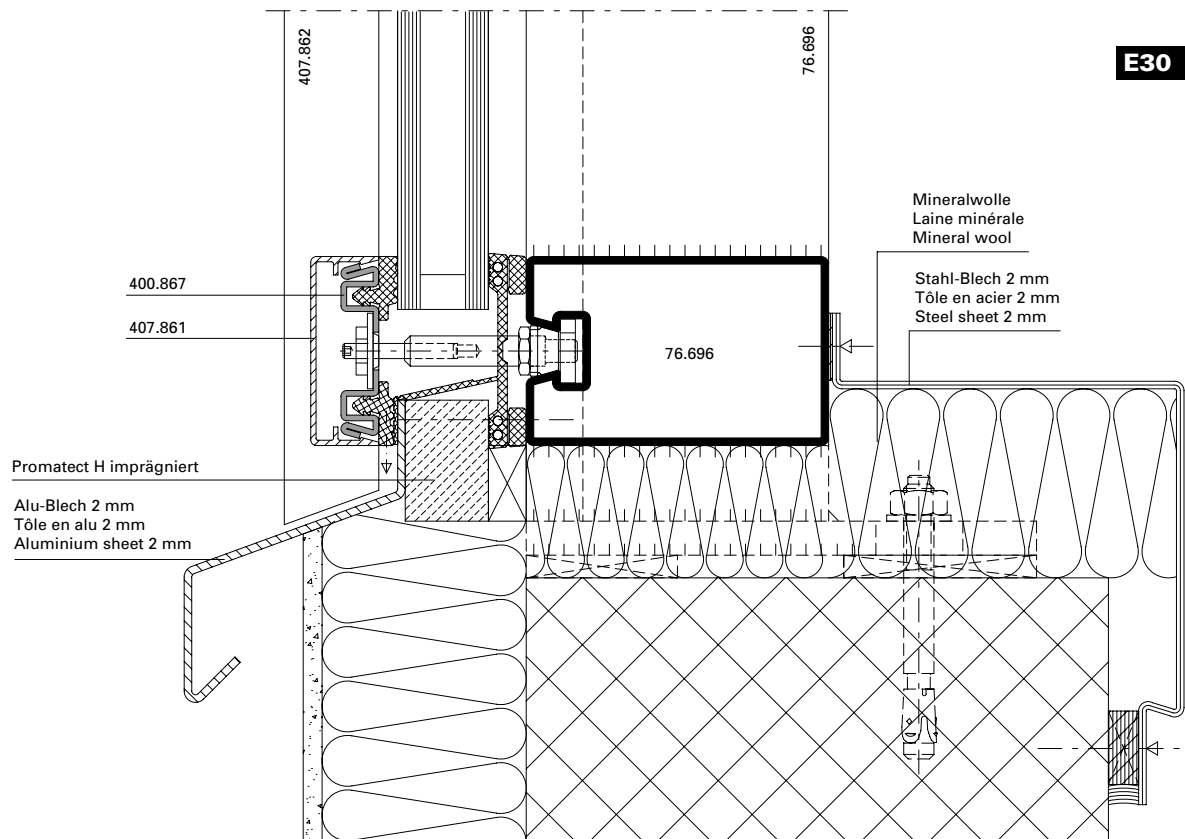 407.862
76.696
E30
Mineralwolle
Laine minérale
Mineral wool
400.867
Stahl-Blech 2 mm
Tôle en acier 2 mm
Steel sheet 2 mm
407.861
76.696
Promatect H imprägniert
Alu-Blech 2 mm
Tôle en alu 2 mm
Aluminium sheet 2 mm